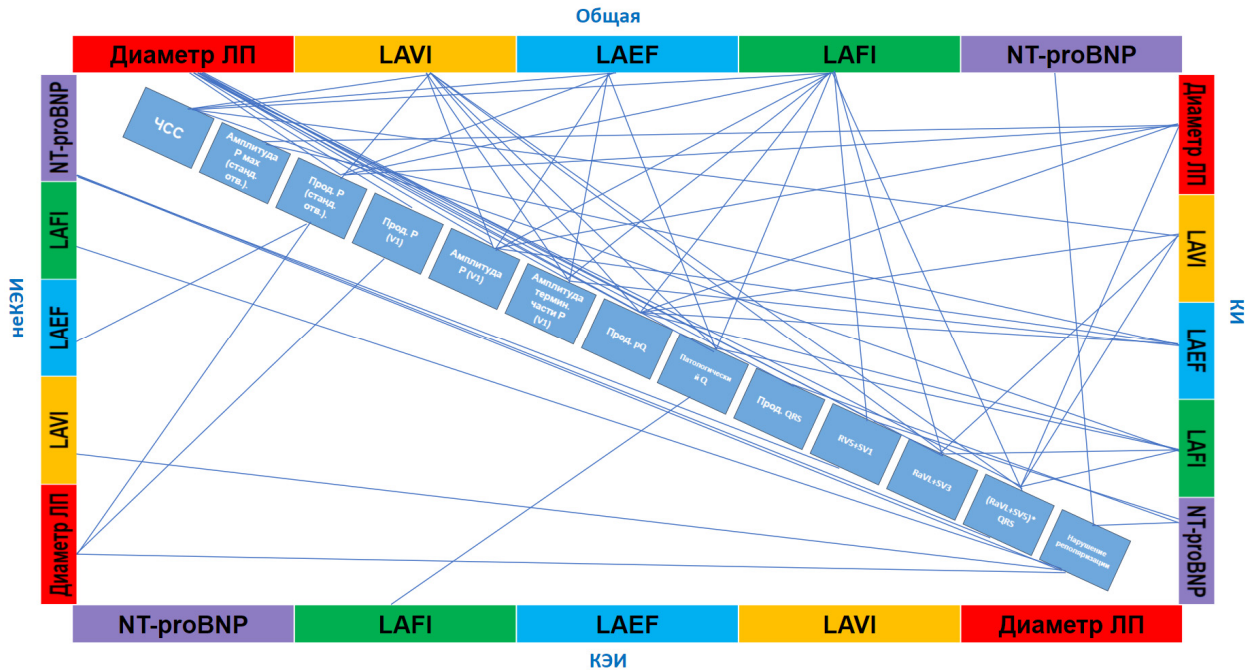 Общая
Диаметр ЛП
LAVI
LAEF
LAFI
NT-proBNP
неКЭИ
NT-proBNP
LAFI
LAEF
LAVI
Диаметр ЛП
ЧСС
Амплитуда
P мах
(станд.
отв.).
Прод. P
(станд.
отв.).
Прод. P
(V1)
Амплитуда
P (V1)
Амплитуда
термин.
части P
(V1)
Прод. pQ
Патологически
й Q
Прод. QRS
RV5+SV1
RaVL+SV3
(RaVL+SV5)*
QRS
Нарушение
реполяризации
Диаметр ЛП
LAVI
LAEF
LAFI
NT-proBNP
КИ
NT-proBNP
LAFI
LAEF
LAVI
Диаметр ЛП
КЭИ